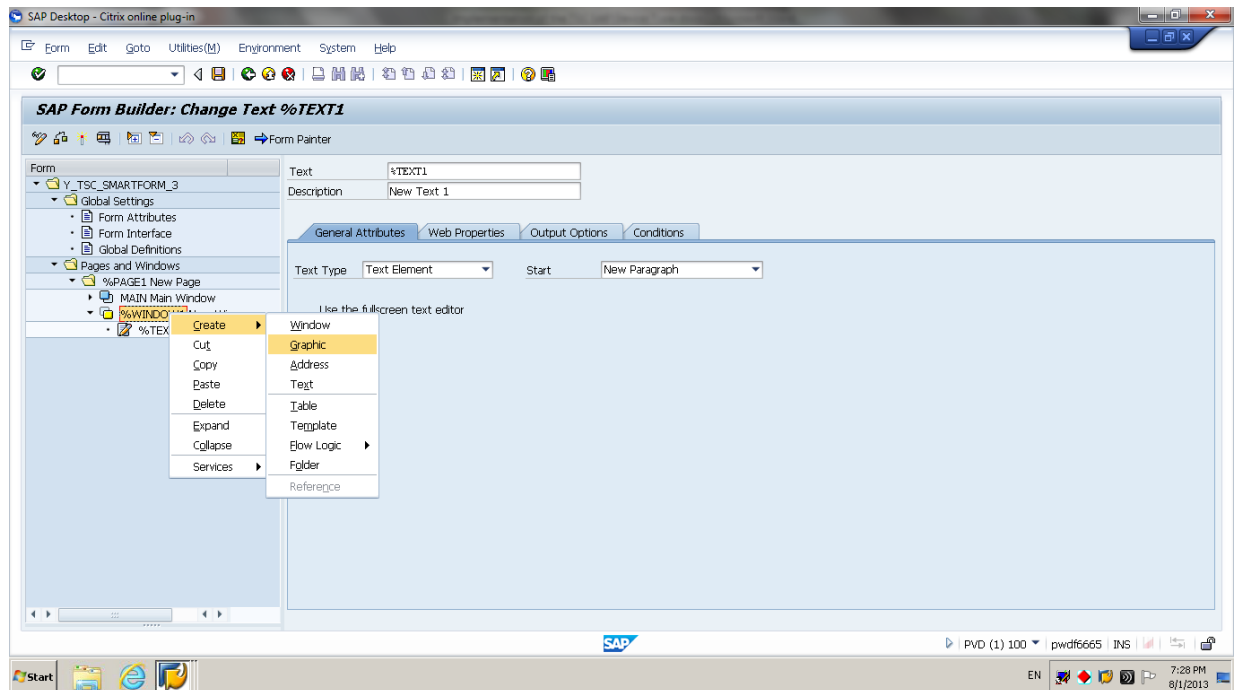 SAP Desktop - Citrix online plug-in
Form Edit Goto Utilities(M) Environment System Help
SAP Form Builder: Change Text %TEXT1
Form Painter
Form
Y_TSC_SMARTFORM_3
Global Settings
Form Attributes
Form Interface
Global Definitions
Pages and Windows
%PAGE1 New Page
MAIN Main Window
%WINDO
%TEX
Create
Cut
Copy
Paste
Delete
Expand
Collapse
Services
Window
Graphic
Address
Text
Table
Template
Flow Logic
Folder
Reference
Text %TEXT1
Description New Text 1
General Attributes Web Properties Output Options Conditions
Text Type Text Element Start New Paragraph
Use the fullscreen text editor
SAP
PVD (1) 100 pwdf6665 INS
Start
EN
7:28 PM
8/1/2013